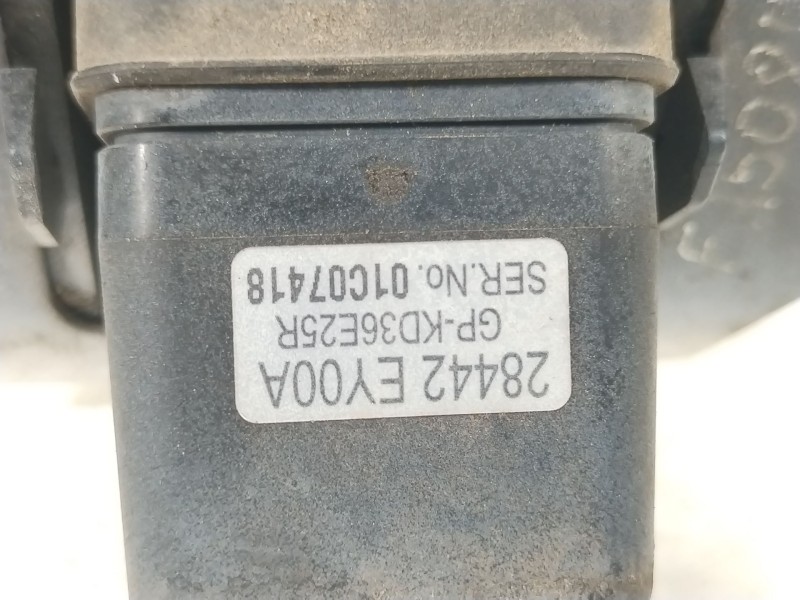 28442 EY00A
GP-KD36E25R
SER.No. 01C07418